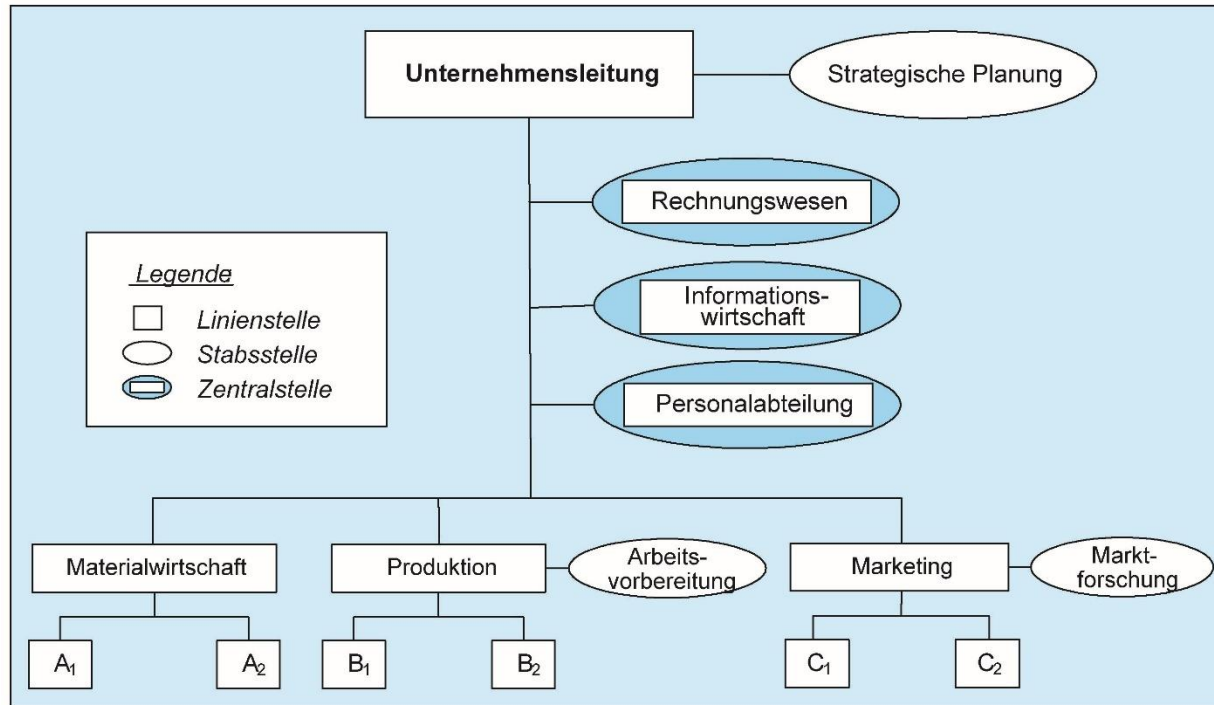 Unternehmensleitung
Strategische Planung
Rechnungswesen
Legende
Linienstelle
Stabsstelle
Zentralstelle
Informations-
wirtschaft
Personalabteilung
Materialwirtschaft
Produktion
Arbeits-
vorbereitung
Marketing
Markt-
forschung
A₁
A₂
B₁
B₂
C₁
C₂